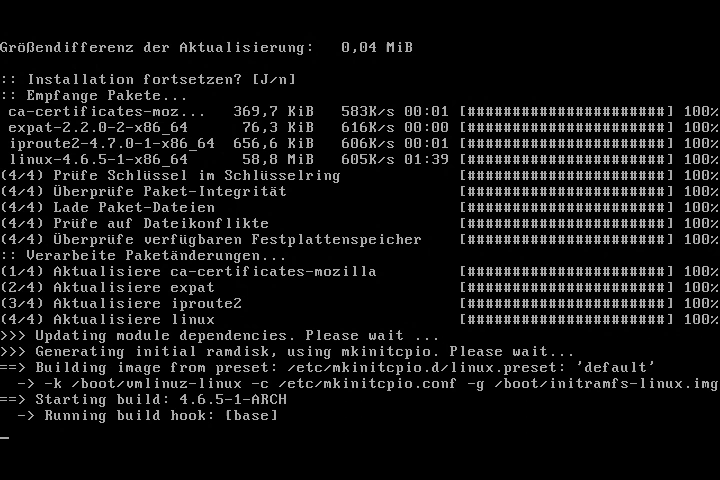 Größendifferenz der Aktualisierung:   0,04 MiB
:: Installation fortsetzen? [J/n]
:: Empfange Pakete...
ca-certificates-moz...   369,7 KiB   583K/s 00:01 [######################] 100%
expat-2.2.0-2-x86_64      76,3 KiB   616K/s 00:00 [######################] 100%
iproute2-4.7.0-1-x86_64  656,6 KiB   606K/s 00:01 [######################] 100%
linux-4.6.5-1-x86_64      58,8 MiB   605K/s 01:39 [######################] 100%
(4/4) Prüfe Schlüssel im Schlüsselring             [######################] 100%
(4/4) Überprüfe Paket-Integrität                   [######################] 100%
(4/4) Lade Paket-Dateien                           [######################] 100%
(4/4) Prüfe auf Dateikonflikte                     [######################] 100%
(4/4) Überprüfe verfügbaren Festplattenspeicher    [######################] 100%
:: Verarbeite Paketänderungen...
(1/4) Aktualisiere ca-certificates-mozilla         [######################] 100%
(2/4) Aktualisiere expat                           [######################] 100%
(3/4) Aktualisiere iproute2                        [######################] 100%
(4/4) Aktualisiere linux                           [######################] 100%
>>> Updating module dependencies. Please wait ...
>>> Generating initial ramdisk, using mkinitcpio. Please wait...
==> Building image from preset: /etc/mkinitcpio.d/linux.preset: 'default'
-> -k /boot/vmlinuz-linux -c /etc/mkinitcpio.conf -g /boot/initramfs-linux.img
==> Starting build: 4.6.5-1-ARCH
-> Running build hook: [base]